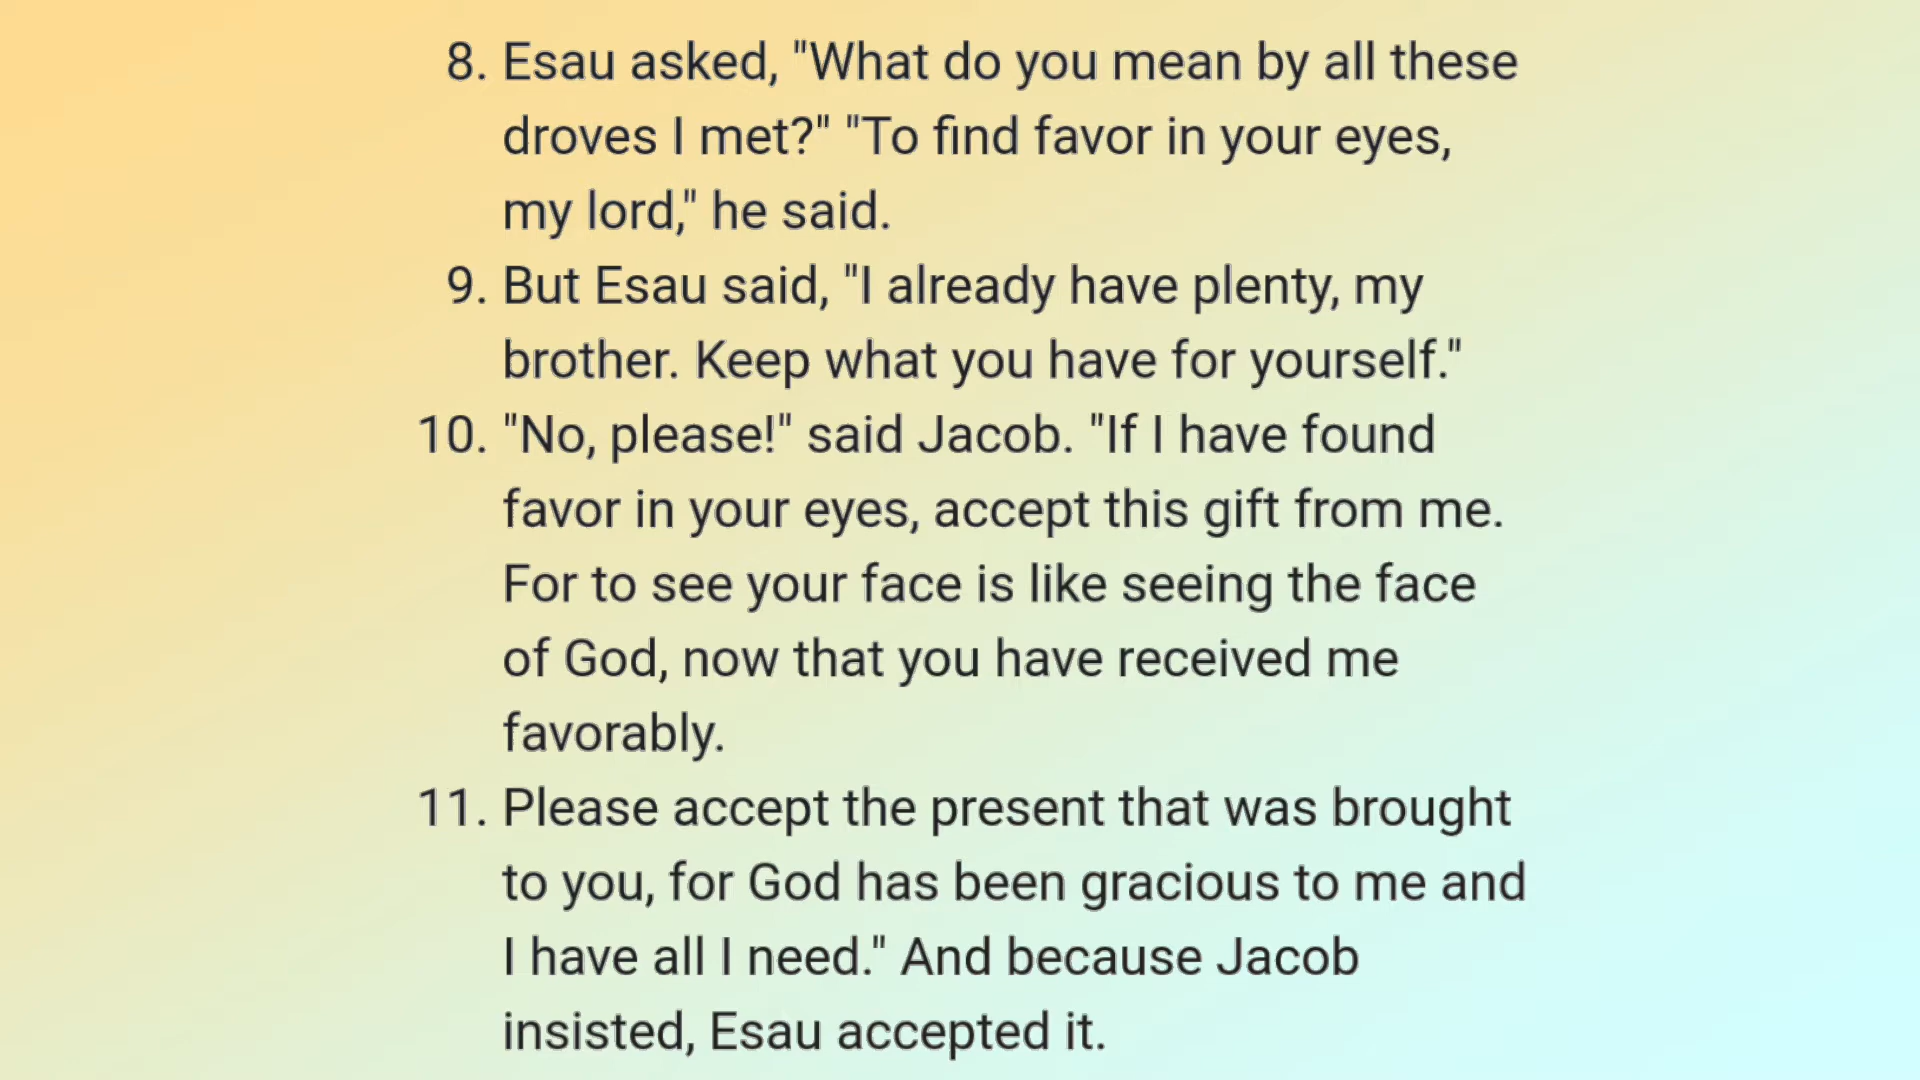 8. Esau asked, "What do you mean by all these
droves I met?" "To find favor in your eyes,
my lord," he said.
9. But Esau said, "I already have plenty, my
brother. Keep what you have for yourself."
10. "No, please!" said Jacob. "If I have found
favor in your eyes, accept this gift from me.
For to see your face is like seeing the face
of God, now that you have received me
favorably.
11. Please accept the present that was brought
to you, for God has been gracious to me and
I have all I need." And because Jacob
insisted, Esau accepted it.